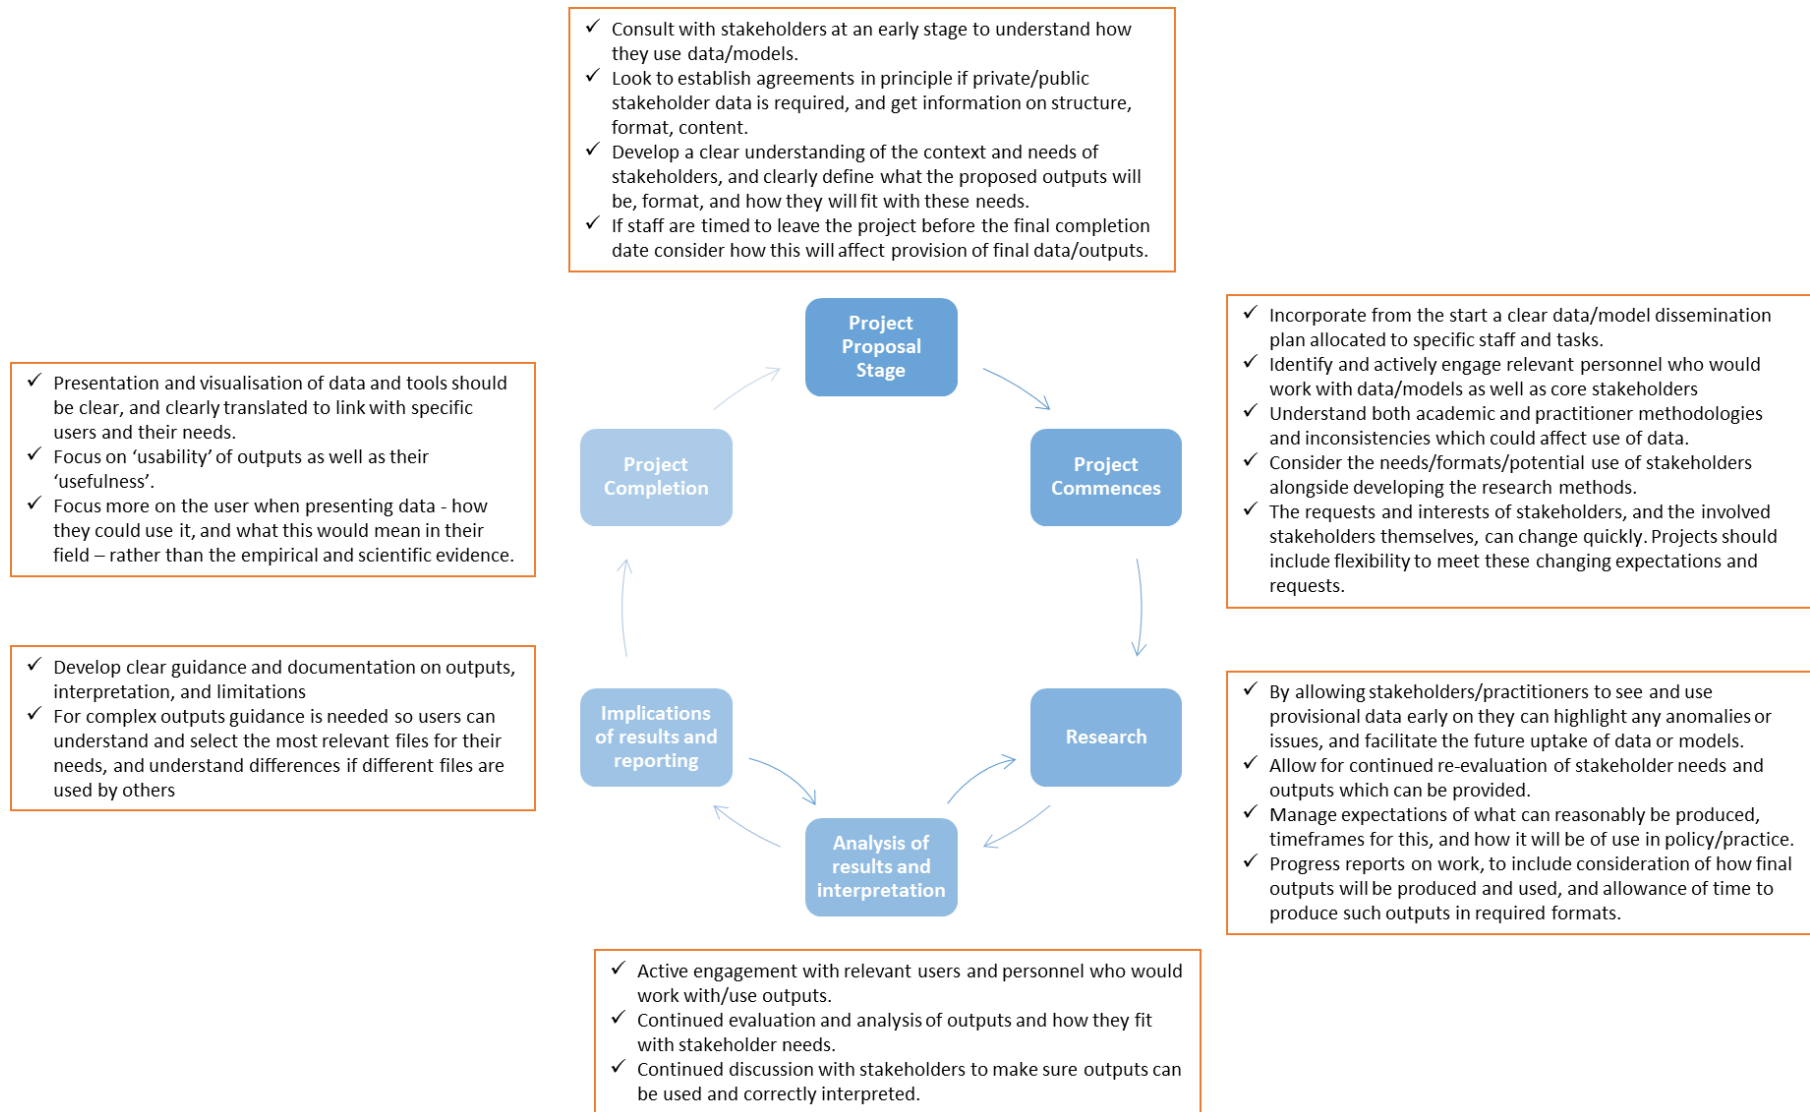 ✓ Consult with stakeholders at an early stage to understand how
they use data/models.
✓ Look to establish agreements in principle if private/public
stakeholder data is required, and get information on structure,
format, content.
✓ Develop a clear understanding of the context and needs of
stakeholders, and clearly define what the proposed outputs will
be, format, and how they will fit with these needs.
✓ If staff are timed to leave the project before the final completion
date consider how this will affect provision of final data/outputs.
Project
Proposal
Stage
✓ Incorporate from the start a clear data/model dissemination
plan allocated to specific staff and tasks.
✓ Identify and actively engage relevant personnel who would
work with data/models as well as core stakeholders
✓ Understand both academic and practitioner methodologies
and inconsistencies which could affect use of data.
✓ Consider the needs/formats/potential use of stakeholders
alongside developing the research methods.
✓ The requests and interests of stakeholders, and the involved
stakeholders themselves, can change quickly. Projects should
include flexibility to meet these changing expectations and
requests.
Project
Commences
✓ Presentation and visualisation of data and tools should
be clear, and clearly translated to link with specific
users and their needs.
✓ Focus on ‘usability’ of outputs as well as their
‘usefulness’.
✓ Focus more on the user when presenting data - how
they could use it, and what this would mean in their
field – rather than the empirical and scientific evidence.
Project
Completion
✓ Develop clear guidance and documentation on outputs,
interpretation, and limitations
✓ For complex outputs guidance is needed so users can
understand and select the most relevant files for their
needs, and understand differences if different files are
used by others
Implications
of results and
reporting
Research
✓ By allowing stakeholders/practitioners to see and use
provisional data early on they can highlight any anomalies or
issues, and facilitate the future uptake of data or models.
✓ Allow for continued re-evaluation of stakeholder needs and
outputs which can be provided.
✓ Manage expectations of what can reasonably be produced,
timeframes for this, and how it will be of use in policy/practice.
✓ Progress reports on work, to include consideration of how final
outputs will be produced and used, and allowance of time to
produce such outputs in required formats.
Analysis of
results and
interpretation
✓ Active engagement with relevant users and personnel who would
work with/use outputs.
✓ Continued evaluation and analysis of outputs and how they fit
with stakeholder needs.
✓ Continued discussion with stakeholders to make sure outputs can
be used and correctly interpreted.